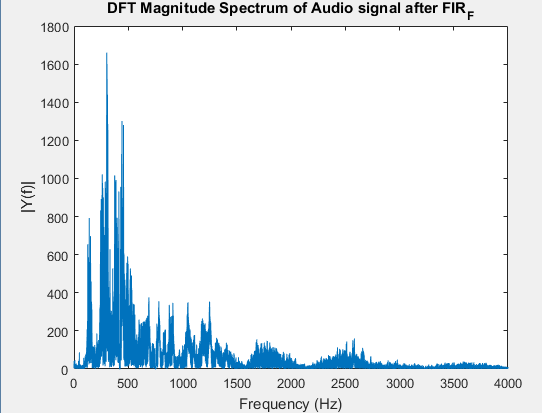 DFT Magnitude Spectrum of Audio signal after FIR_F
1800
1600
1400
1200
1000
800
600
400
200
0
|Y(f)|
0 500 1000 1500 2000 2500 3000 3500 4000
Frequency (Hz)